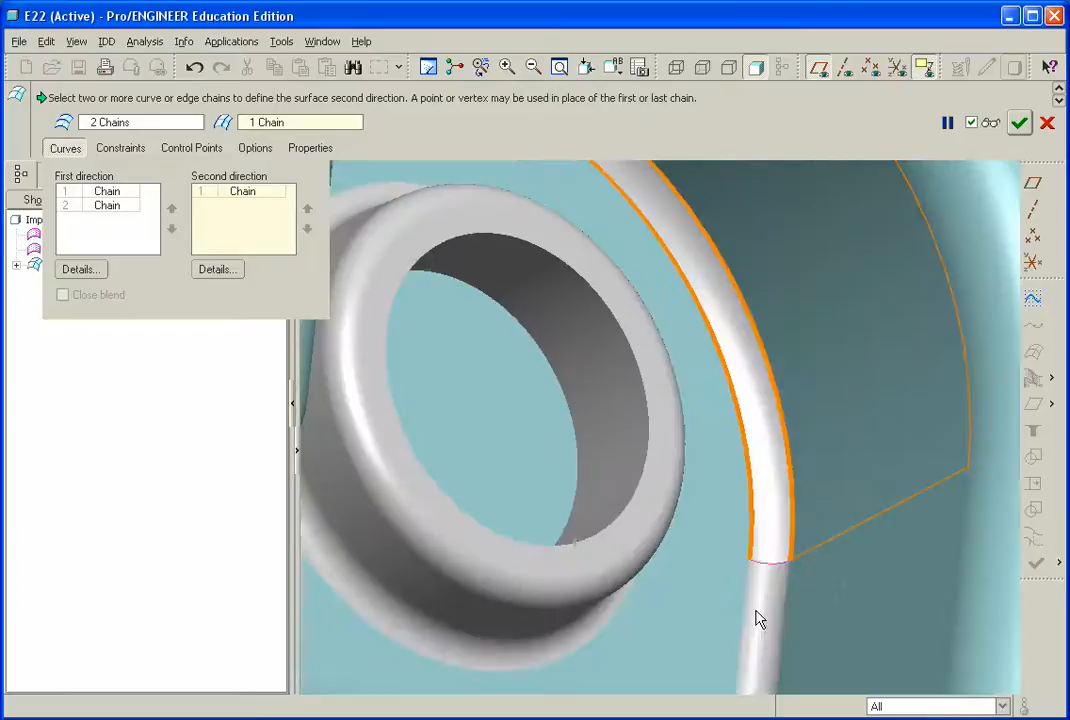 E22 (Active) - Pro/ENGINEER Education Edition
File Edit View IDD Analysis Info Applications Tools Window Help
Select two or more curve or edge chains to define the surface second direction. A point or vertex may be used in place of the first or last chain.
2 Chains 1 Chain
Curves Constraints Control Points Options Properties
First direction Second direction
1 Chain 1 Chain
2 Chain
Sho
Imp
Details... Details...
Close blend
All